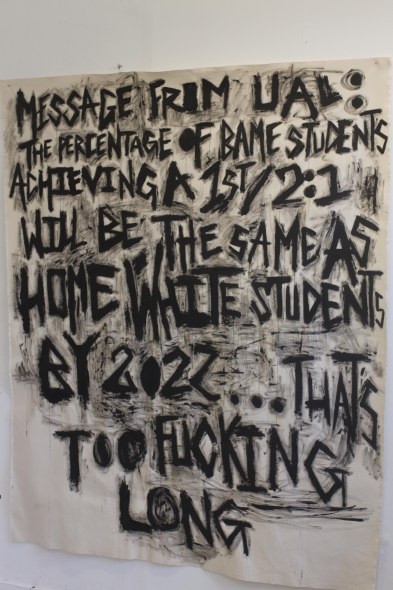 MESSAGE FROM UAL:
THE PERCENTAGE OF BAME STUDENTS
ACHIEVING A 1ST/2:1
WILL BE THE SAME AS
HOME WHITE STUDENTS
BY 2022... THAT'S
TOO FUCKING
LONG